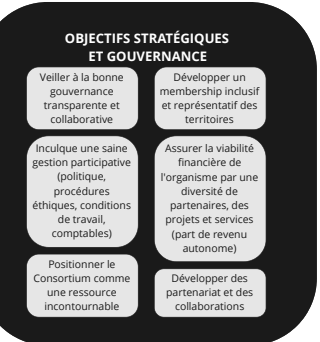 OBJECTIFS STRATÉGIQUES
ET GOUVERNANCE
Veiller à la bonne
gouvernance
transparente et
collaborative
Développer un
membership inclusif
et représentatif des
territoires
Inculque une saine
gestion participative
(politique,
procédures
éthiques, conditions
de travail,
comptables)
Assurer la viabilité
financière de
l'organisme par une
diversité de
partenaires, des
projets et services
(part de revenu
autonome)
Positionner le
Consortium comme
une ressource
incontournable
Développer des
partenariat et des
collaborations